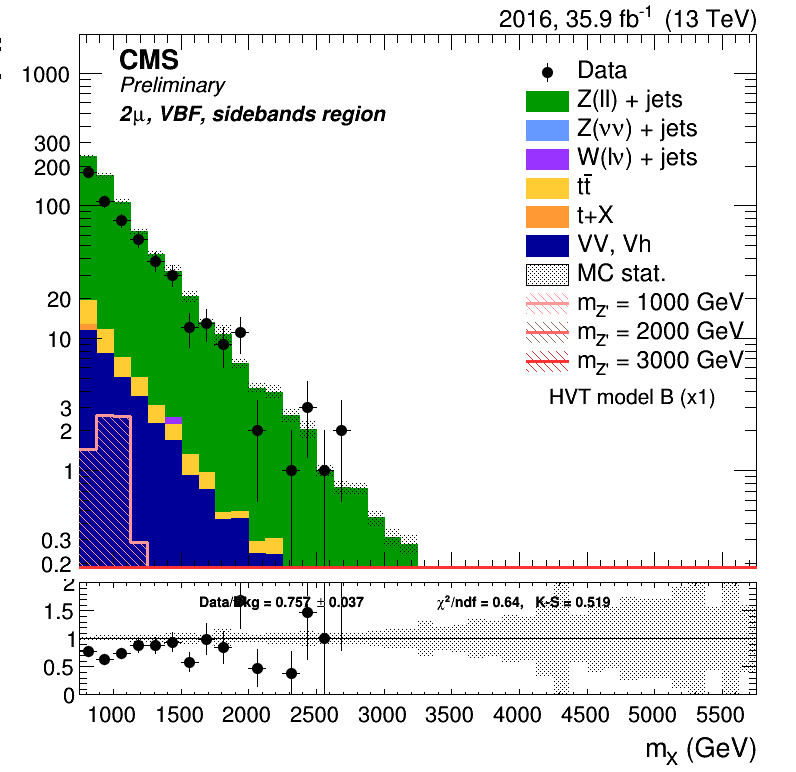 2016, 35.9 fb⁻¹ (13 TeV)
CMS
Preliminary
2μ, VBF, sidebands region
Data
Z(ll) + jets
Z(νν) + jets
W(lν) + jets
tt̄
t+X
VV, Vh
MC stat.
m_Z' = 1000 GeV
m_Z' = 2000 GeV
m_Z' = 3000 GeV
HVT model B (x1)
1000
300
200
100
20
10
3
2
1
0.3
0.2
Data/Bkg = 0.757 ± 0.037
χ²/ndf = 0.64, K-S = 0.519
2
1.5
1
0.5
0
1000 1500 2000 2500 3000 3500 4000 4500 5000 5500
m_X (GeV)